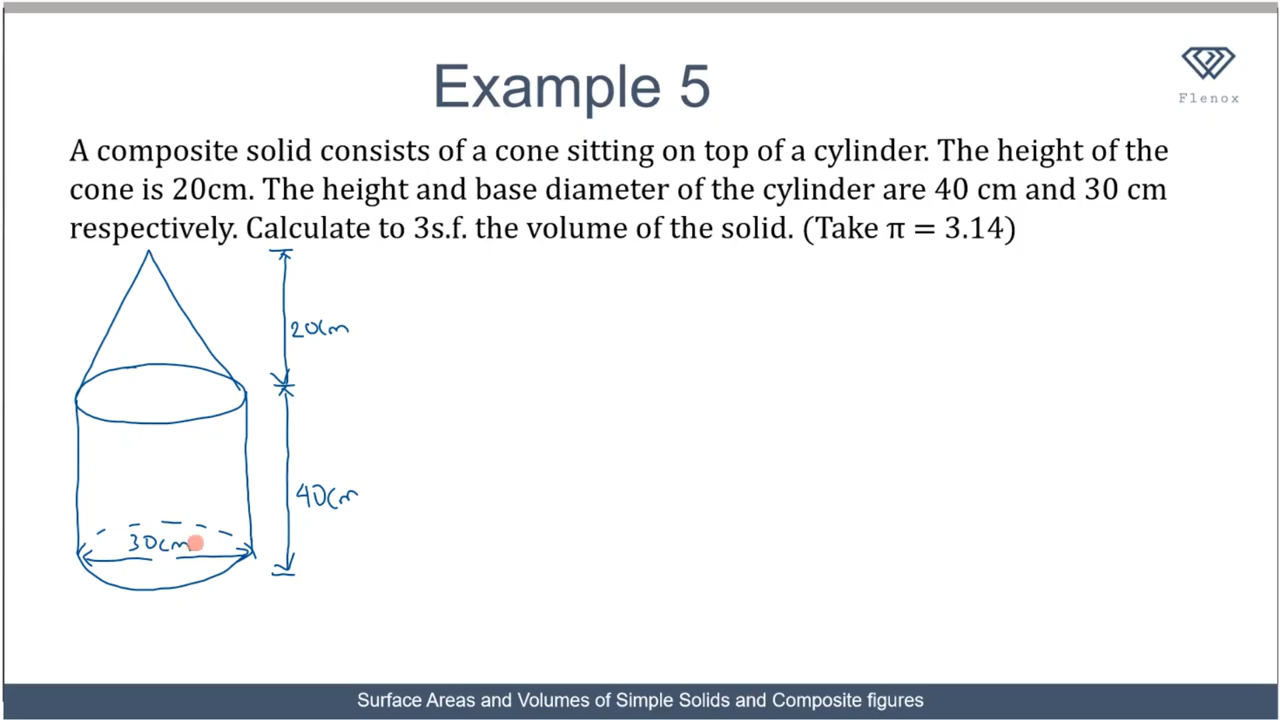 Example 5
Flenox
A composite solid consists of a cone sitting on top of a cylinder. The height of the
cone is 20cm. The height and base diameter of the cylinder are 40 cm and 30 cm
respectively. Calculate to 3s.f. the volume of the solid. (Take π = 3.14)
20cm
40cm
30cm
Surface Areas and Volumes of Simple Solids and Composite figures